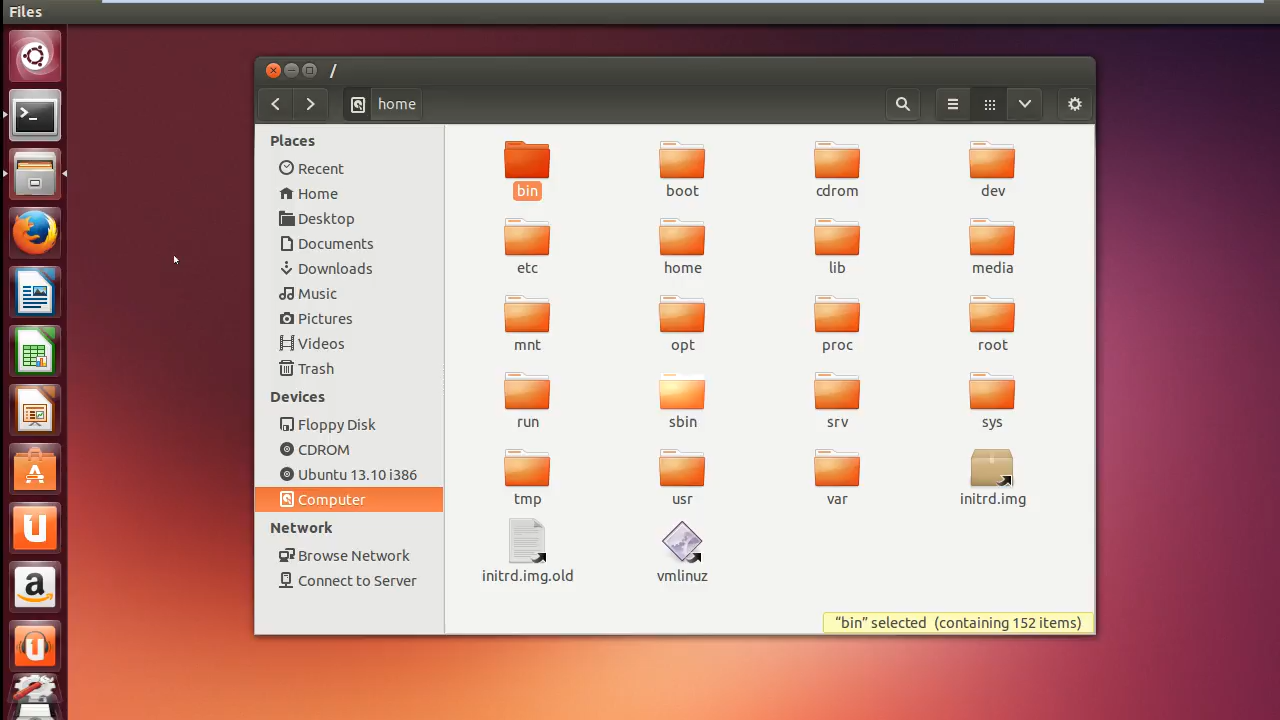 Files
/
home
Places
Recent
Home
Desktop
Documents
Downloads
Music
Pictures
Videos
Trash
Devices
Floppy Disk
CDROM
Ubuntu 13.10 i386
Computer
Network
Browse Network
Connect to Server
bin boot cdrom dev
etc home lib media
mnt opt proc root
run sbin srv sys
tmp usr var initrd.img
initrd.img.old vmlinuz
“bin” selected (containing 152 items)